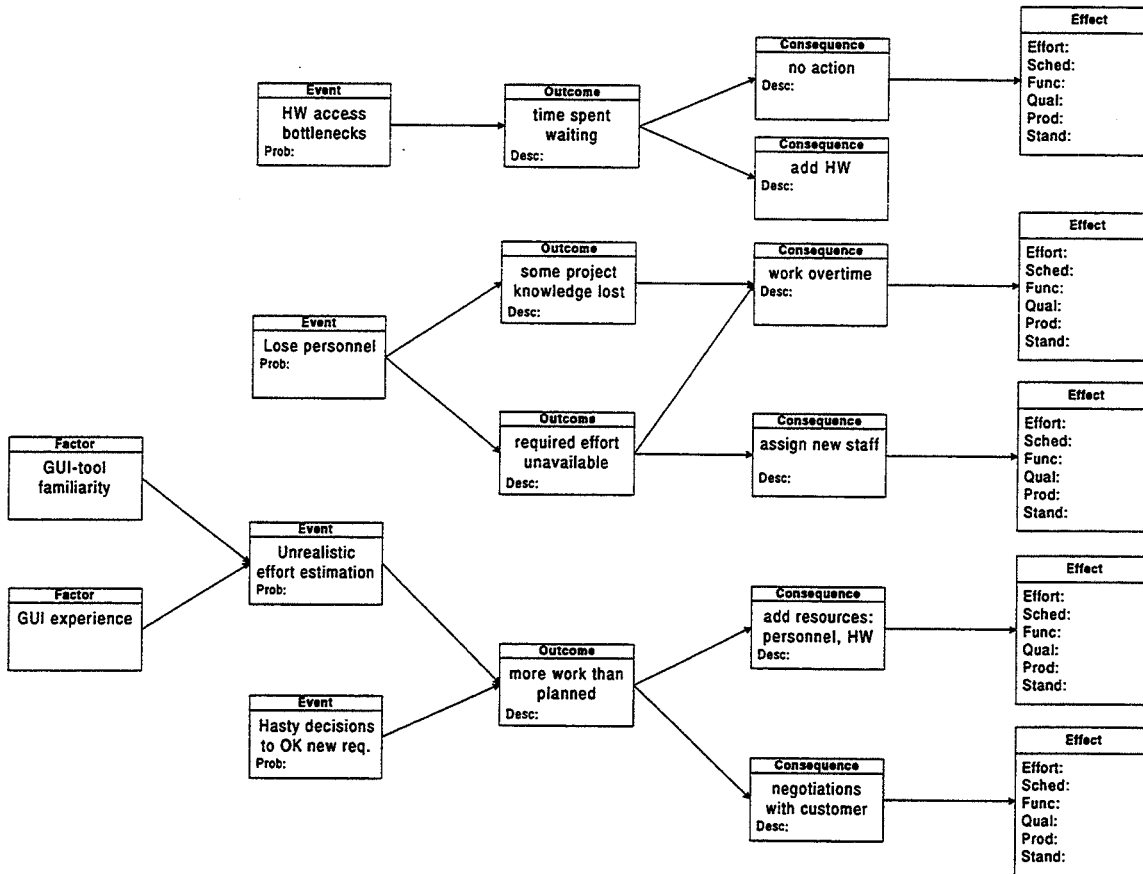 Effect
Effort:
Sched:
Func:
Qual:
Prod:
Stand:
Consequence
no action
Desc:
Event
HW access
bottlenecks
Prob:
Outcome
time spent
waiting
Desc:
Consequence
add HW
Desc:
Effect
Effort:
Sched:
Func:
Qual:
Prod:
Stand:
Outcome
some project
knowledge lost
Desc:
Consequence
work overtime
Desc:
Event
Lose personnel
Prob:
Effect
Effort:
Sched:
Func:
Qual:
Prod:
Stand:
Outcome
required effort
unavailable
Desc:
Consequence
assign new staff
Desc:
Factor
GUI-tool
familiarity
Event
Unrealistic
effort estimation
Prob:
Factor
GUI experience
Effect
Effort:
Sched:
Func:
Qual:
Prod:
Stand:
Consequence
add resources:
personnel, HW
Desc:
Outcome
more work than
planned
Desc:
Event
Hasty decisions
to OK new req.
Prob:
Effect
Effort:
Sched:
Func:
Qual:
Prod:
Stand:
Consequence
negotiations
with customer
Desc: